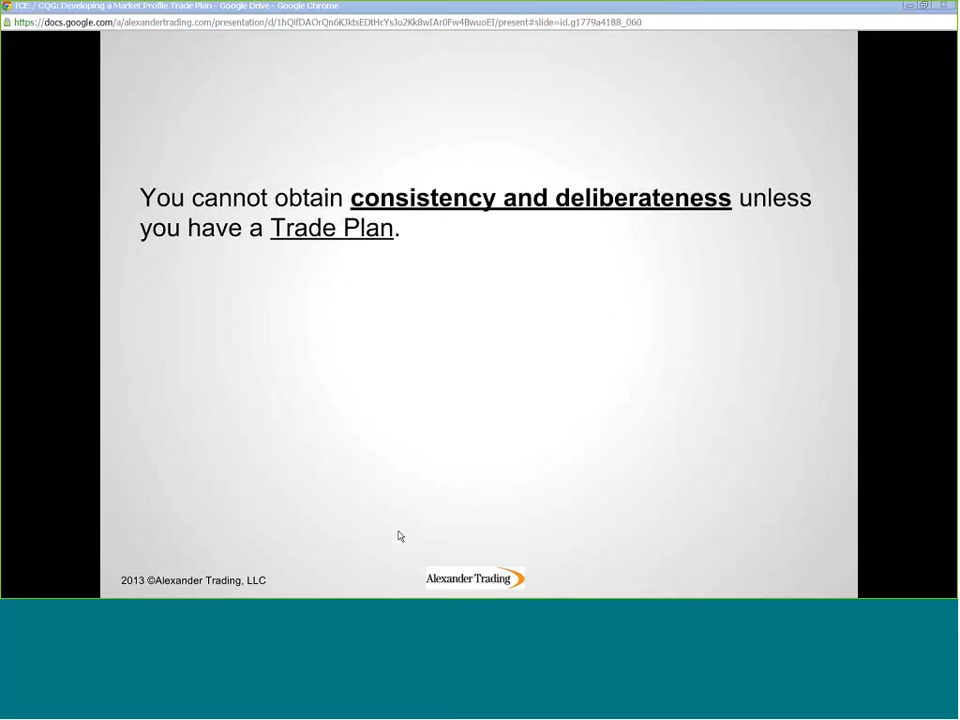 ICE / CQG: Developing a Market Profile Trade Plan - Google Drive - Google Chrome
https://docs.google.com/a/alexandertrading.com/presentation/d/1hQIfDAOrQn6KJktsEDtHcYsJu2Kk8wIAr0Fw4BwuoEI/present#slide=id.g1779a4188_060
You cannot obtain consistency and deliberateness unless
you have a Trade Plan.
2013 ©Alexander Trading, LLC
Alexander Trading